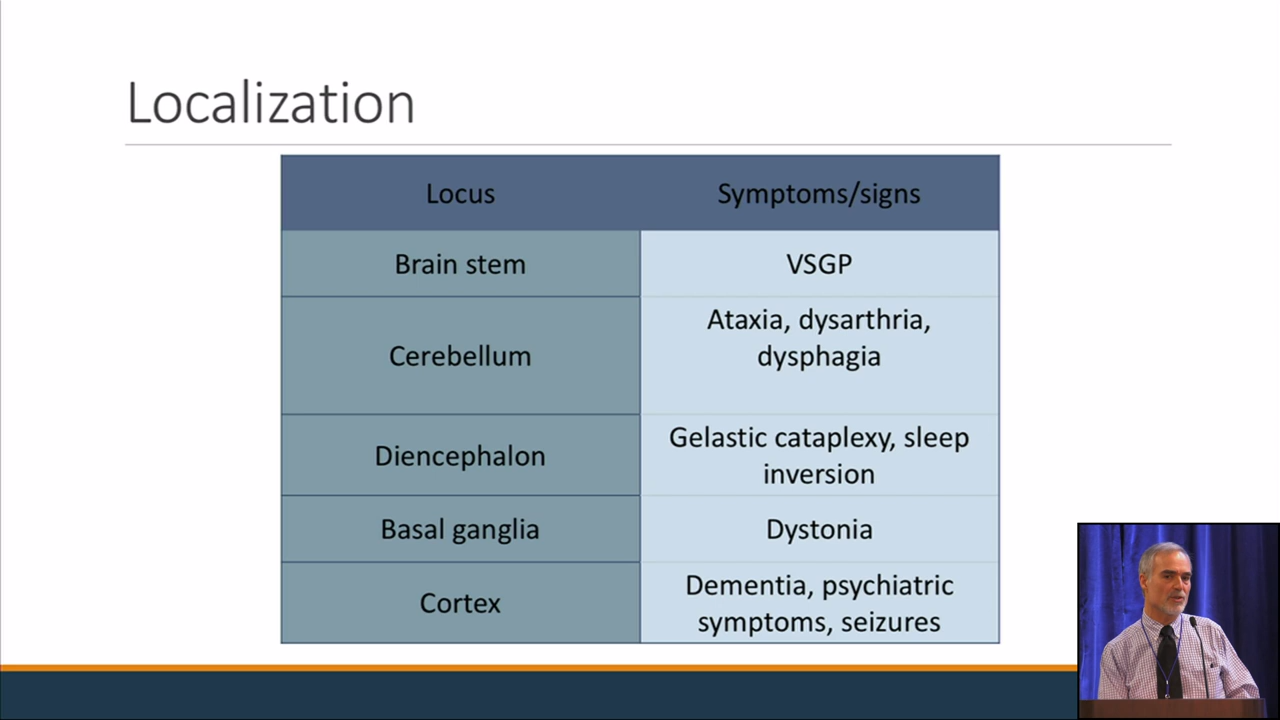 Localization
Locus
Symptoms/signs
Brain stem
VSGP
Cerebellum
Ataxia, dysarthria,
dysphagia
Diencephalon
Gelastic cataplexy, sleep
inversion
Basal ganglia
Dystonia
Cortex
Dementia, psychiatric
symptoms, seizures